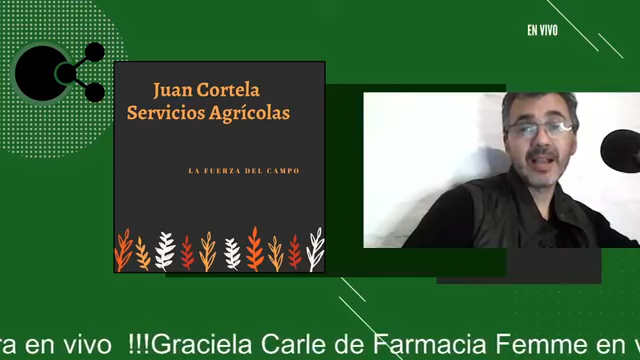 EN VIVO
Juan Cortela
Servicios Agrícolas
LA FUERZA DEL CAMPO
ra en vivo !!!Graciela Carle de Farmacia Femme en v